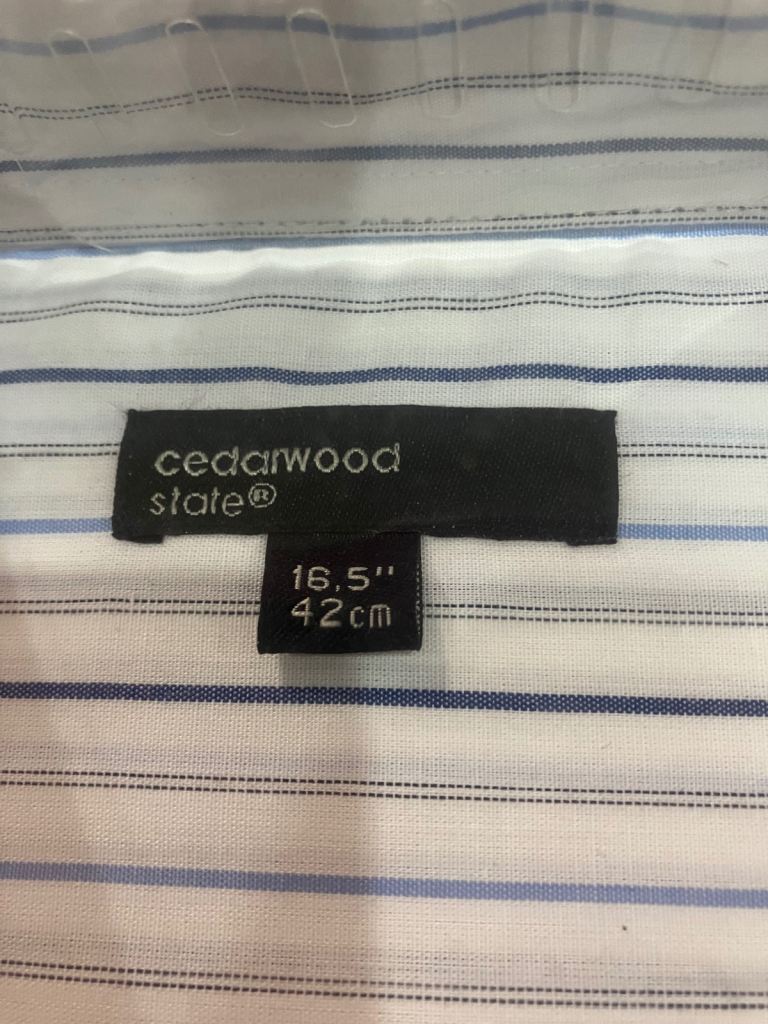 cedarwood
state®
16.5"
42cm